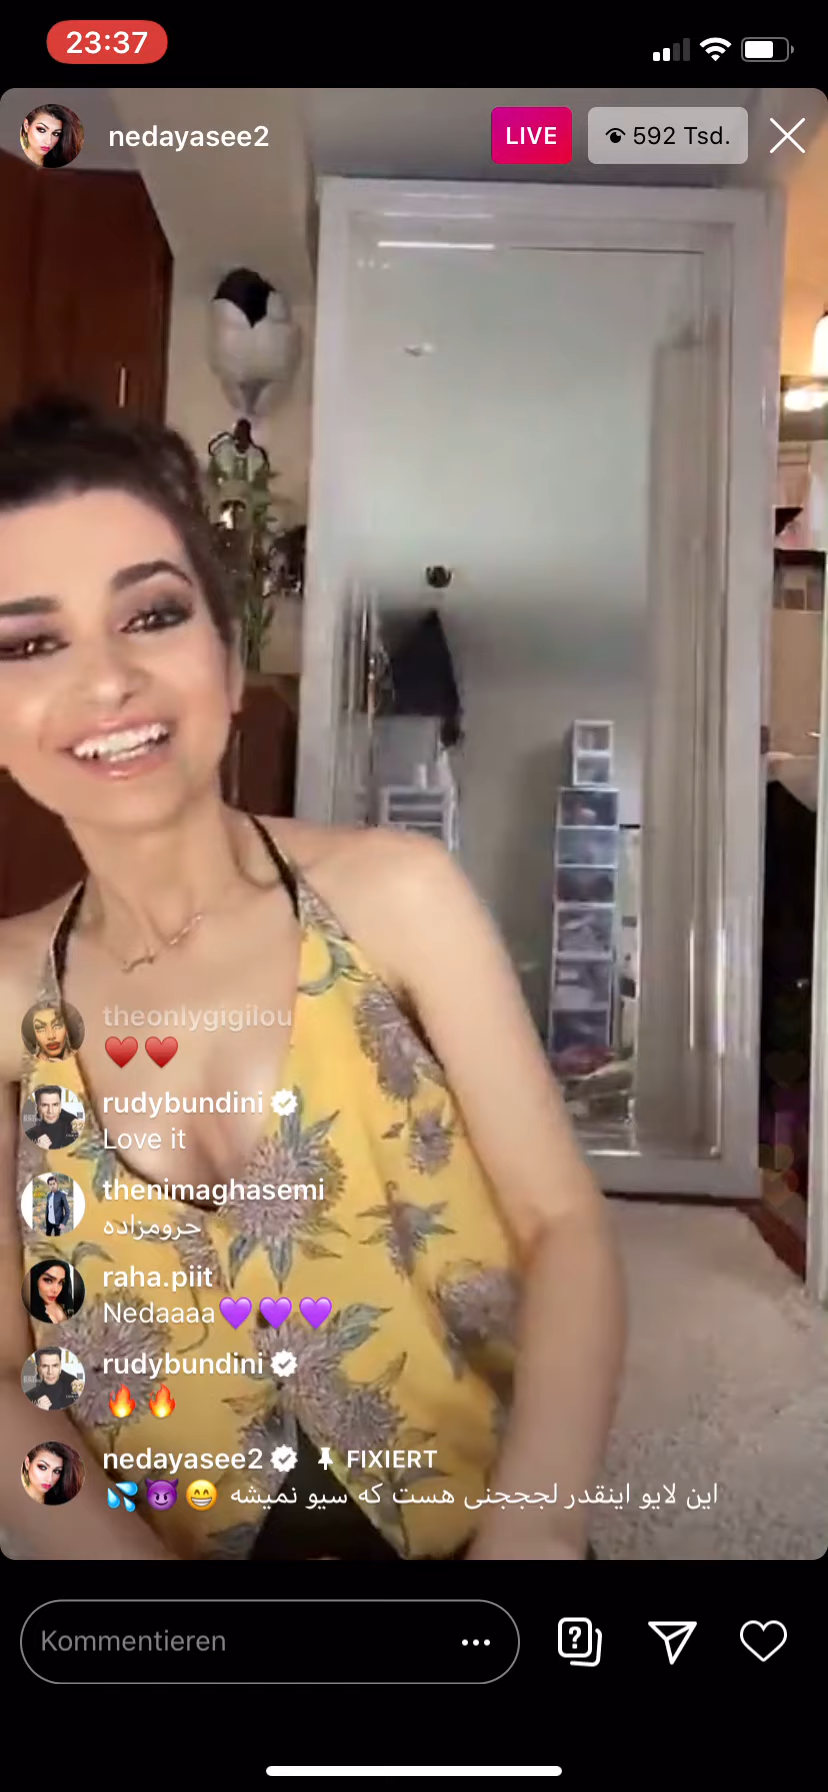 23:37
nedayasee2
LIVE
592 Tsd.
theonlygigilou
♥️♥️
rudybundini
Love it
thenimaghasemi
حرومزاده
raha.piit
Nedaaaa💜💜💜
rudybundini
🔥🔥
nedayasee2 FIXIERT
این لایو اینقدر لجججنی هست که سیو نمیشه 😁😈💦
Kommentieren